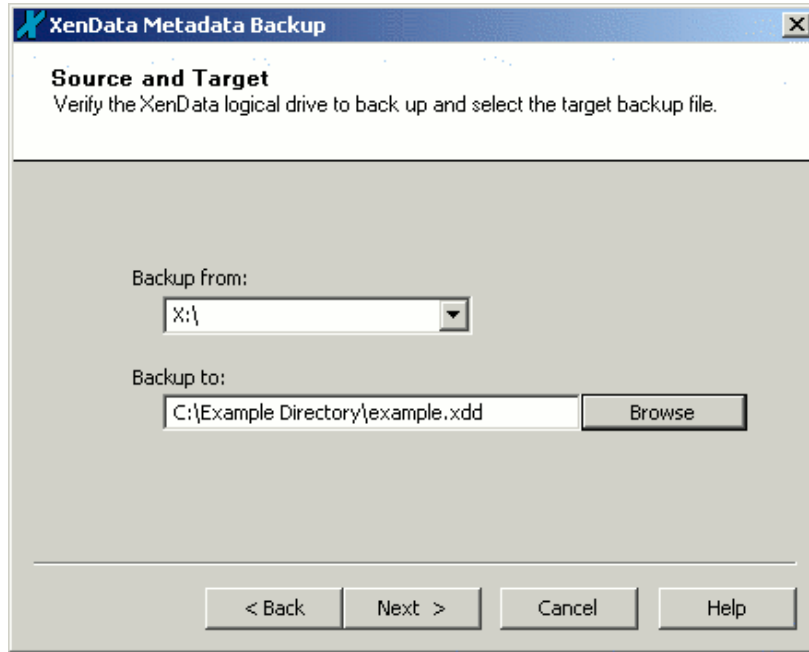 XenData Metadata Backup
Source and Target
Verify the XenData logical drive to back up and select the target backup file.
Backup from:
X:\
Backup to:
C:\Example Directory\example.xdd
Browse
< Back
Next >
Cancel
Help